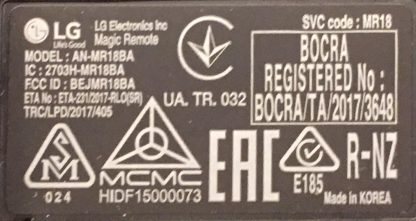 LG
Life's Good
LG Electronics Inc
Magic Remote
SVC code : MR18
MODEL: AN-MR18BA
IC : 2703H-MR18BA
FCC ID : BEJMR18BA
ETA No : ETA-231/2017-RLO(SR)
TRC/LPD/2017/405
UA. TR. 032
BOCRA
REGISTERED No :
BOCRA/TA/2017/3648
SM
024
MCMC
HIDF15000073
EAC
E185
R-NZ
Made in KOREA